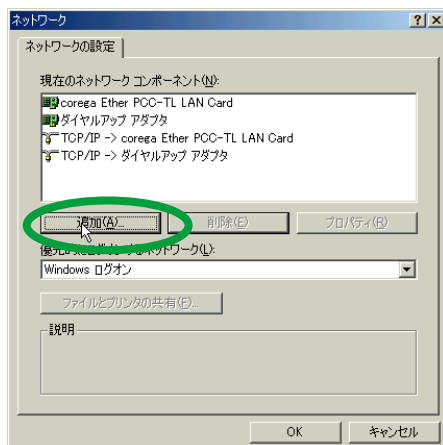 ネットワーク
ネットワークの設定
現在のネットワーク コンポーネント(N):
corega Ether PCC-TL LAN Card
ダイヤルアップ アダプタ
TCP/IP -> corega Ether PCC-TL LAN Card
TCP/IP -> ダイヤルアップ アダプタ
追加(A)... 削除(E) プロパティ(R)
優先的にログオンするネットワーク(L):
Windows ログオン
ファイルとプリンタの共有(F)...
説明
OK キャンセル